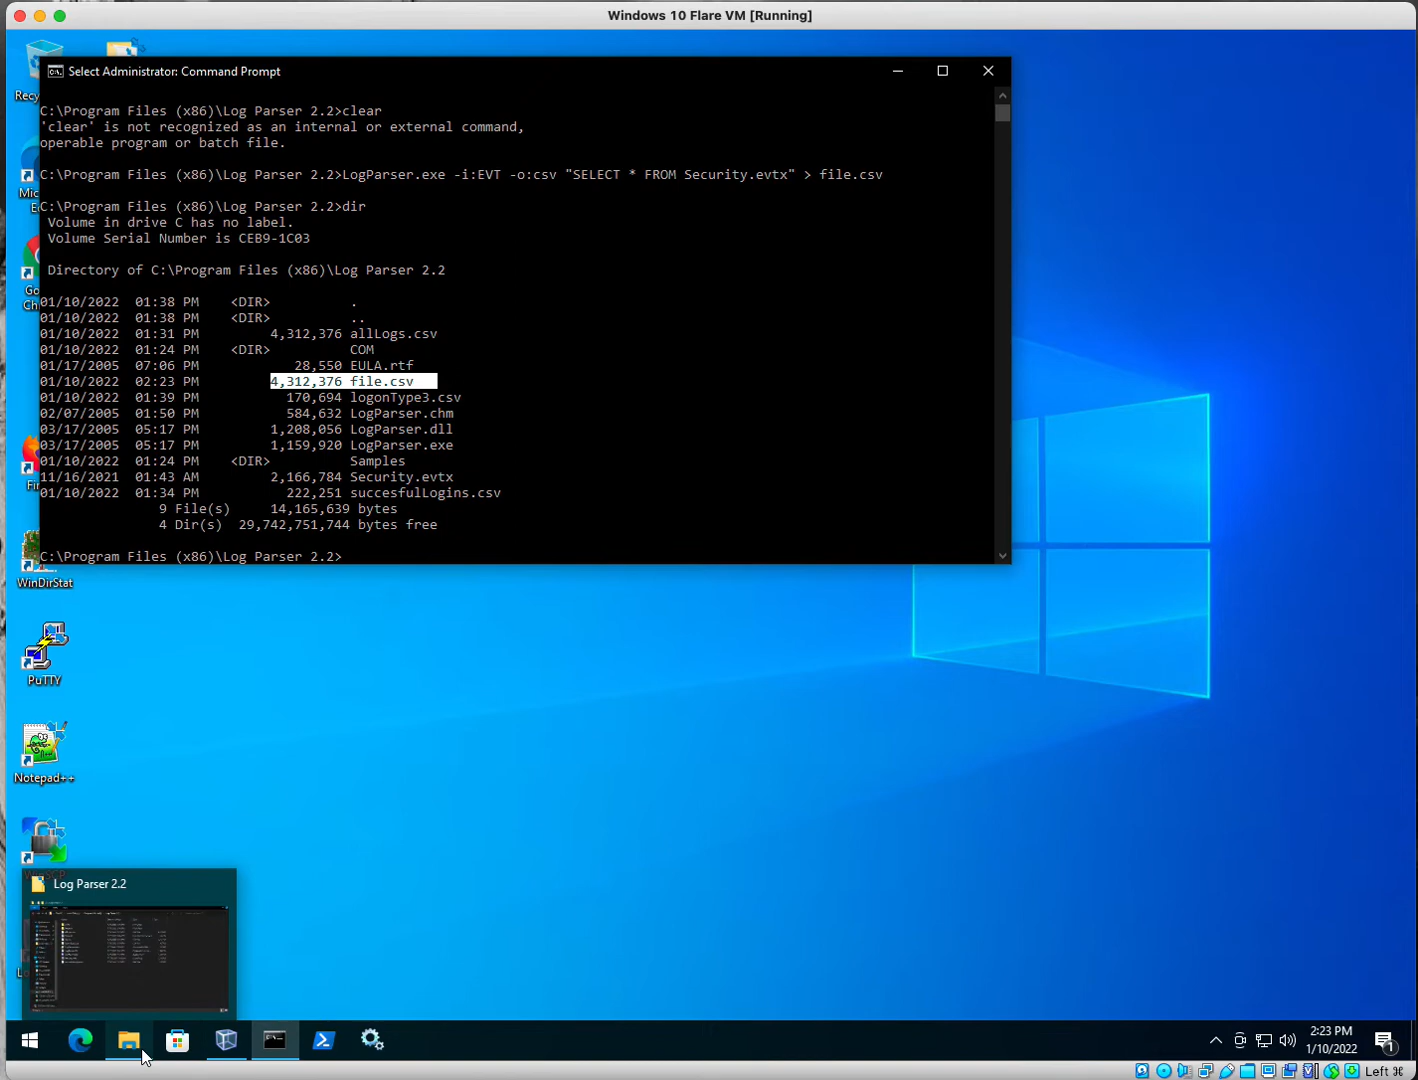 Windows 10 Flare VM [Running]
Select Administrator: Command Prompt
C:\Program Files (x86)\Log Parser 2.2>clear
'clear' is not recognized as an internal or external command,
operable program or batch file.
C:\Program Files (x86)\Log Parser 2.2>LogParser.exe -i:EVT -o:csv "SELECT * FROM Security.evtx" > file.csv
C:\Program Files (x86)\Log Parser 2.2>dir
Volume in drive C has no label.
Volume Serial Number is CEB9-1C03
Directory of C:\Program Files (x86)\Log Parser 2.2
01/10/2022 01:38 PM <DIR> .
01/10/2022 01:38 PM <DIR> ..
01/10/2022 01:31 PM 4,312,376 allLogs.csv
01/10/2022 01:24 PM <DIR> COM
01/17/2005 07:06 PM 28,550 EULA.rtf
01/10/2022 02:23 PM 4,312,376 file.csv
01/10/2022 01:39 PM 170,694 logonType3.csv
02/07/2005 01:50 PM 584,632 LogParser.chm
03/17/2005 05:17 PM 1,208,056 LogParser.dll
03/17/2005 05:17 PM 1,159,920 LogParser.exe
01/10/2022 01:24 PM <DIR> Samples
11/16/2021 01:43 AM 2,166,784 Security.evtx
01/10/2022 01:34 PM 222,251 succesfulLogins.csv
9 File(s) 14,165,639 bytes
4 Dir(s) 29,742,751,744 bytes free
C:\Program Files (x86)\Log Parser 2.2>
WinDirStat
PuTTY
Notepad++
Log Parser 2.2
2:23 PM
1/10/2022
1
Left ⌘